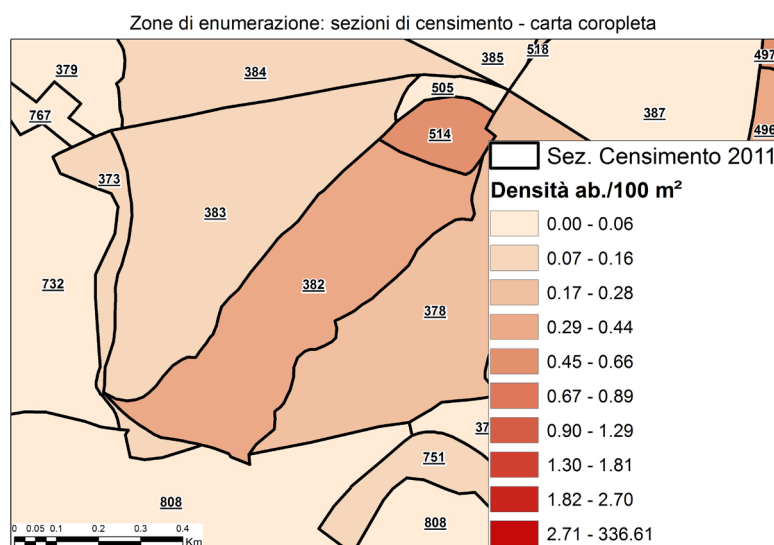 Zone di enumerazione: sezioni di censimento - carta coropleta
379
384
385
518
497
767
505
387
496
514
373
383
Sez. Censimento 2011
Densità ab./100 m²
0.00 - 0.06
0.07 - 0.16
0.17 - 0.28
0.29 - 0.44
0.45 - 0.66
0.67 - 0.89
0.90 - 1.29
1.30 - 1.81
1.82 - 2.70
2.71 - 336.61
732
382
378
37
751
808
808
0 0.05 0.1 0.2 0.3 0.4
Km